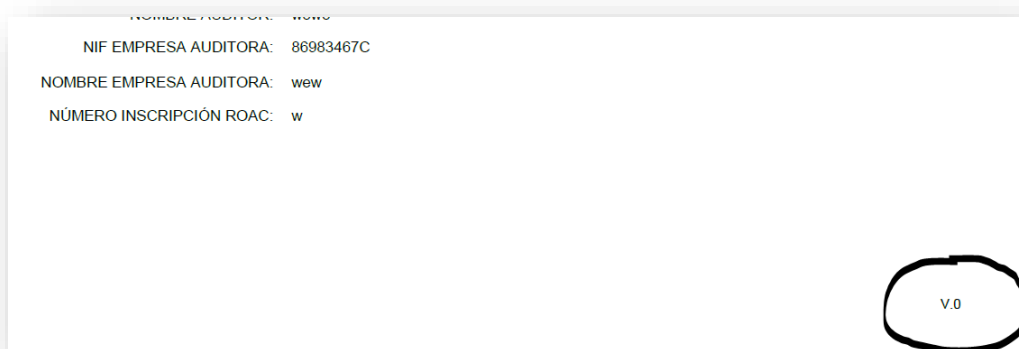 NIF EMPRESA AUDITORA: 86983467C
NOMBRE EMPRESA AUDITORA: wew
NÚMERO INSCRIPCIÓN ROAC: w
V.0